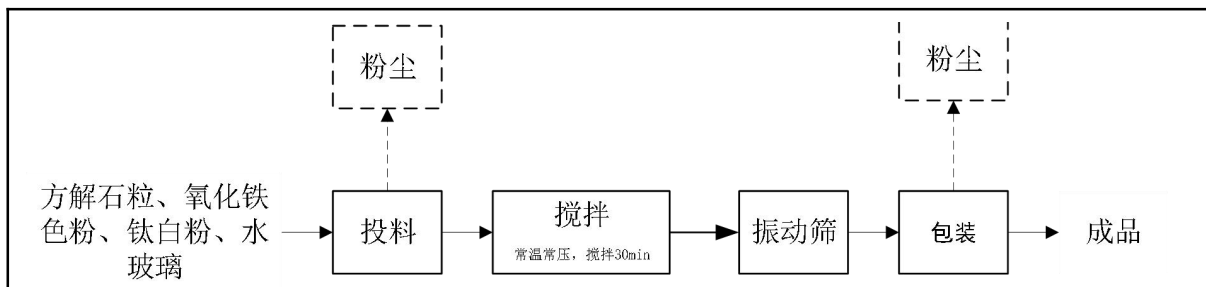 粉尘
粉尘
方解石粒、氧化铁
色粉、钛白粉、水
玻璃
投料
搅拌
常温常压，搅拌30min
振动筛
包装
成品